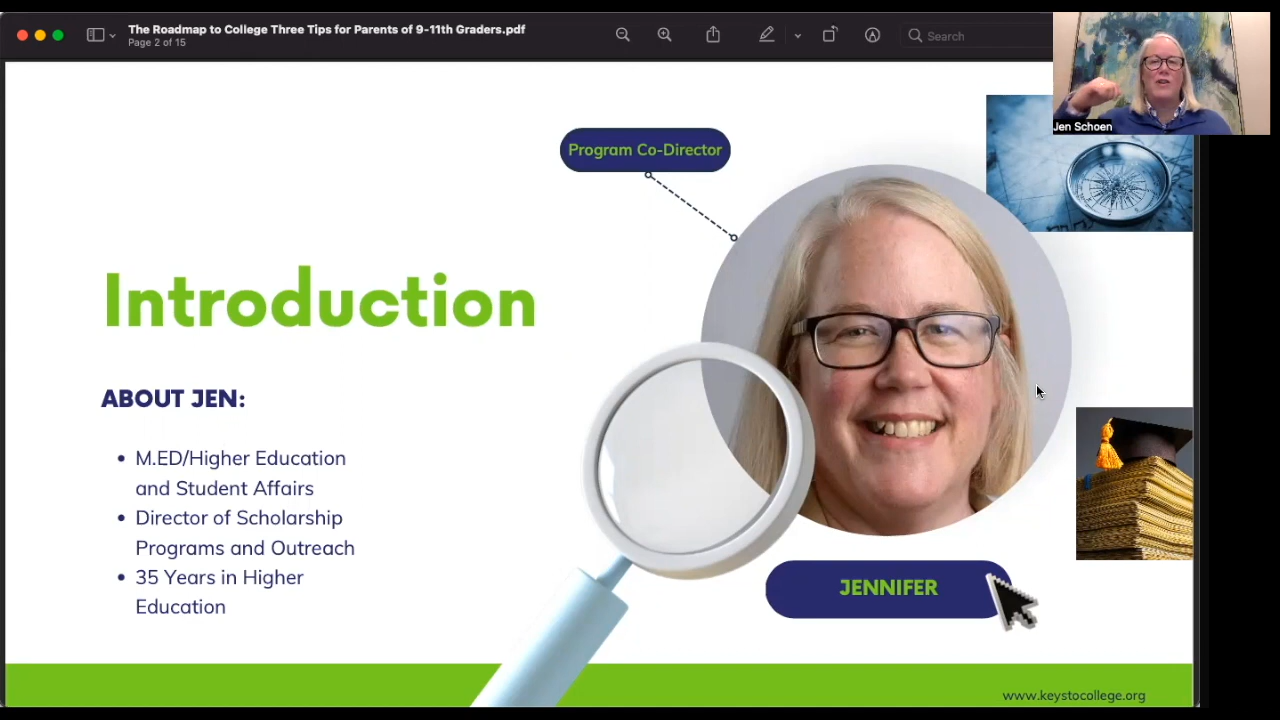 The Roadmap to College Three Tips for Parents of 9-11th Graders.pdf
Page 2 of 15
Search
Jen Schoen
Program Co-Director
Introduction
ABOUT JEN:
• M.ED/Higher Education
and Student Affairs
• Director of Scholarship
Programs and Outreach
• 35 Years in Higher
Education
JENNIFER
www.keystocollege.org